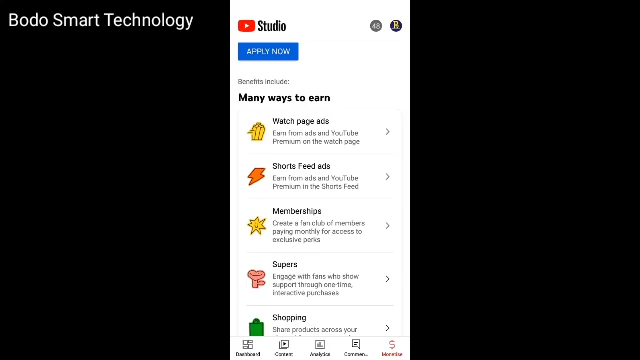 Bodo Smart Technology
Studio
48
APPLY NOW
Benefits include:
Many ways to earn
Watch page ads
Earn from ads and YouTube
Premium on the watch page
Shorts Feed ads
Earn from ads and YouTube
Premium in the Shorts Feed
Memberships
Create a fan club of members
paying monthly for access to
exclusive perks
Supers
Engage with fans who show
support through one-time,
interactive purchases
Shopping
Share products across your
Dashboard
Content
Analytics
Commen...
Monetise